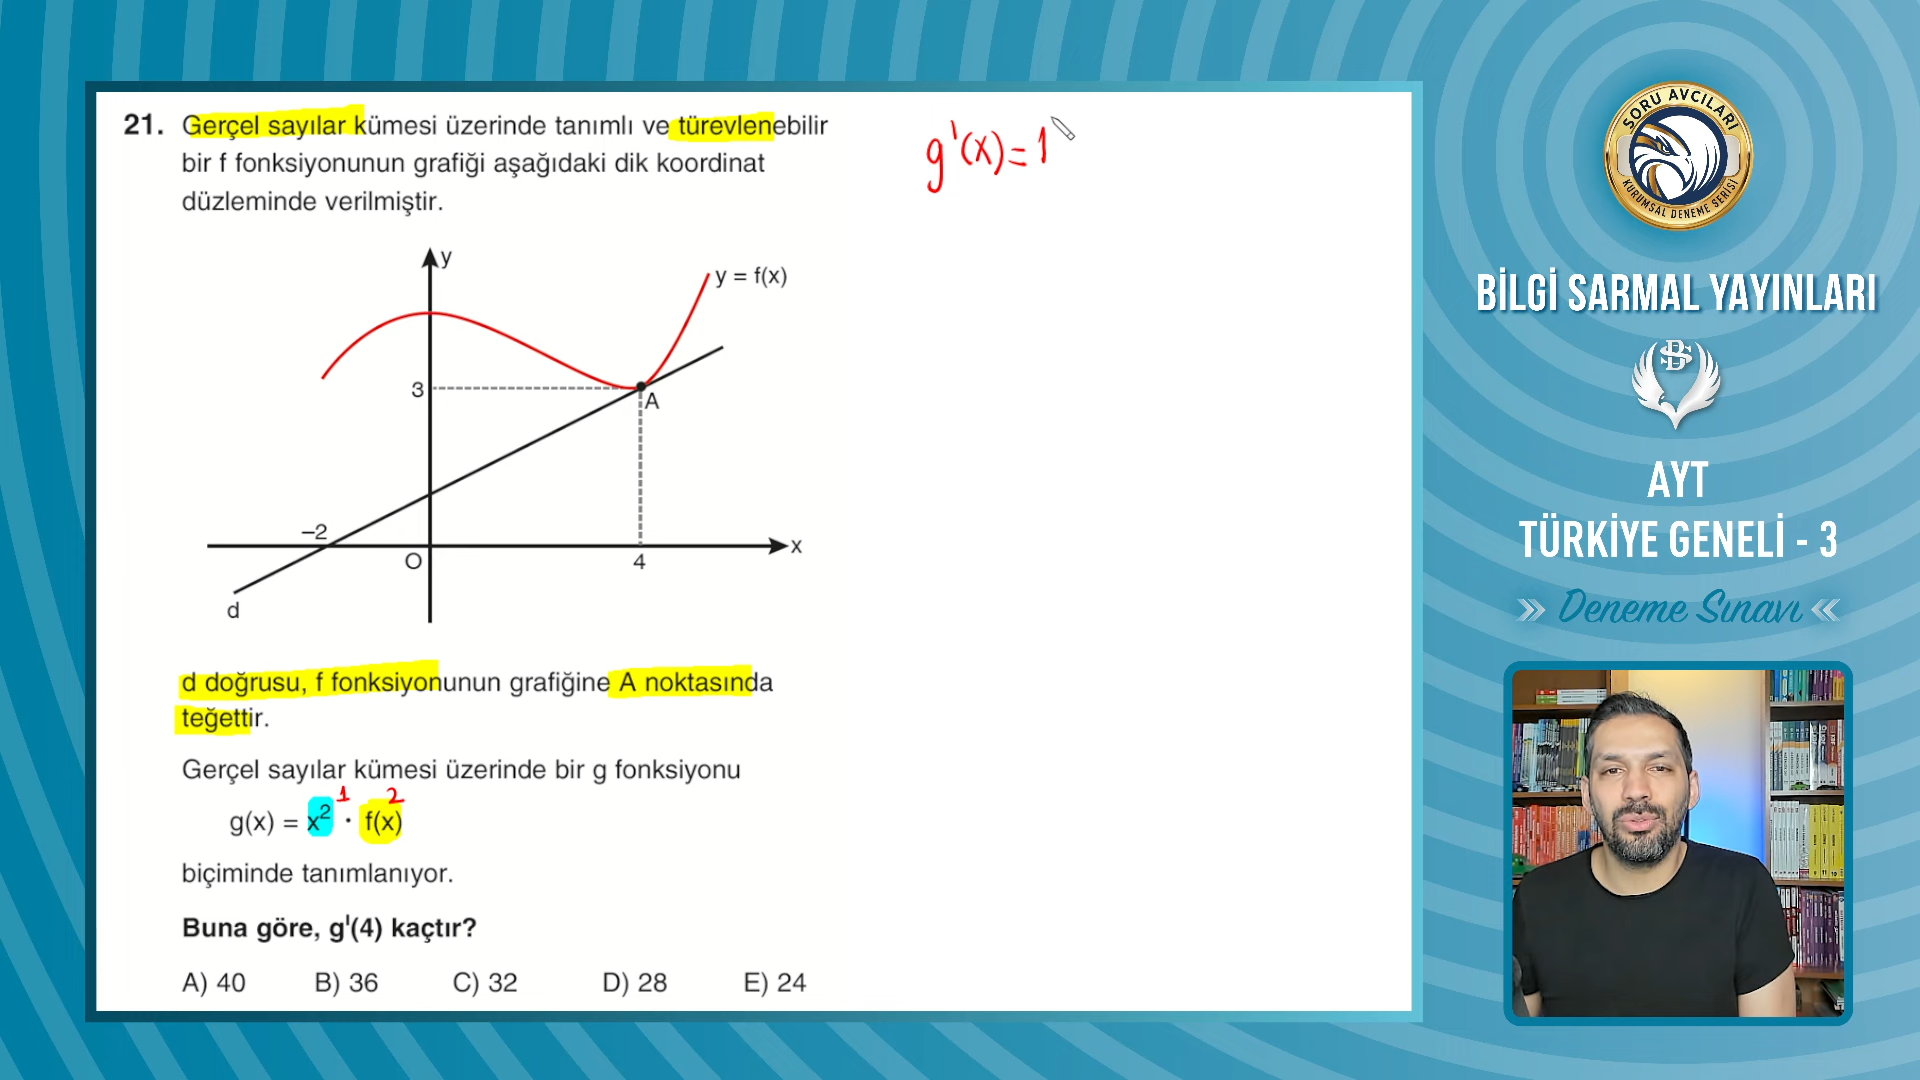 21. Gerçel sayılar kümesi üzerinde tanımlı ve türevlenebilir
bir f fonksiyonunun grafiği aşağıdaki dik koordinat
düzleminde verilmiştir.
y
y = f(x)
3
A
-2
O
4
x
d
d doğrusu, f fonksiyonunun grafiğine A noktasında
teğettir.
Gerçel sayılar kümesi üzerinde bir g fonksiyonu
1 2
g(x) = x² · f(x)
biçiminde tanımlanıyor.
Buna göre, g'(4) kaçtır?
A) 40 B) 36 C) 32 D) 28 E) 24
g'(x) = 1
SORU AVCILARI
KURUMSAL DENEME SERİSİ
BİLGİ SARMAL YAYINLARI
BS
AYT
TÜRKİYE GENELİ - 3
Deneme Sınavı